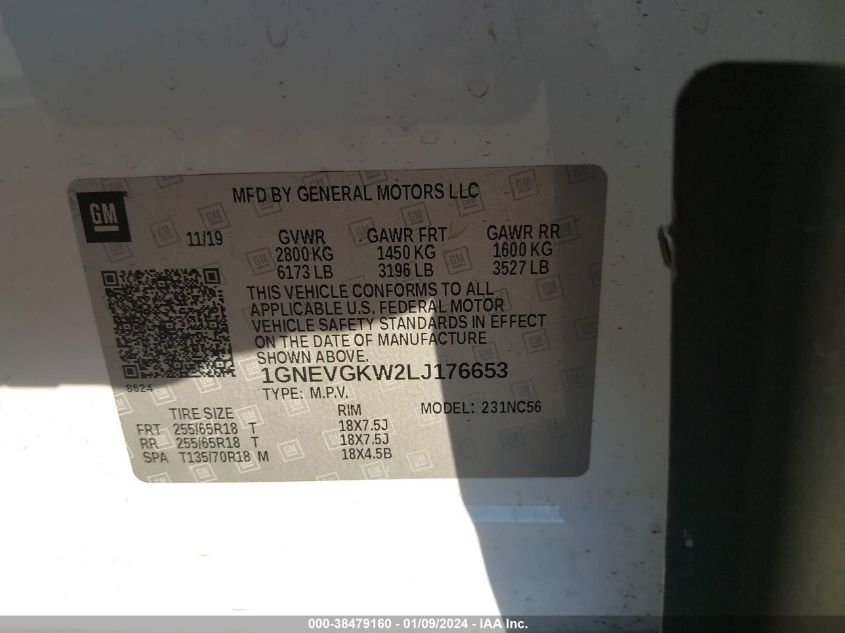 GM
MFD BY GENERAL MOTORS LLC
11/19 GVWR GAWR FRT GAWR RR
2800 KG 1450 KG 1600 KG
6173 LB 3196 LB 3527 LB
THIS VEHICLE CONFORMS TO ALL
APPLICABLE U.S. FEDERAL MOTOR
VEHICLE SAFETY STANDARDS IN EFFECT
ON THE DATE OF MANUFACTURE
SHOWN ABOVE.
8624
1GNEVGKW2LJ176653
TYPE: M.P.V. MODEL: 231NC56
TIRE SIZE RIM
FRT 255/65R18 T 18X7.5J
RR 255/65R18 T 18X7.5J
SPA T135/70R18 M 18X4.5B
000-38479160 - 01/09/2024 - IAA Inc.